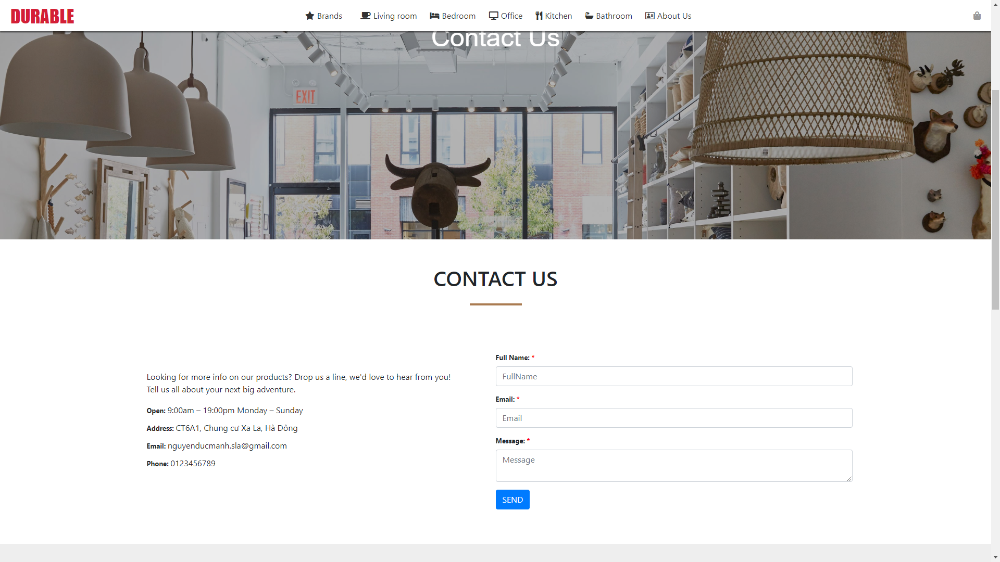 DURABLE
Brands Living room Bedroom Office Kitchen Bathroom About Us
Contact Us
EXIT
CONTACT US
Looking for more info on our products? Drop us a line, we'd love to hear from you!
Tell us all about your next big adventure.
Open: 9:00am – 19:00pm Monday – Sunday
Address: CT6A1, Chung cư Xa La, Hà Đông
Email: nguyenducmanh.sla@gmail.com
Phone: 0123456789
Full Name: *
FullName
Email: *
Email
Message: *
Message
SEND